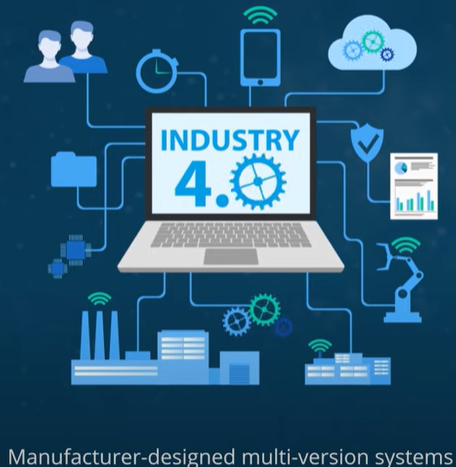 INDUSTRY
4.0
Manufacturer-designed multi-version systems